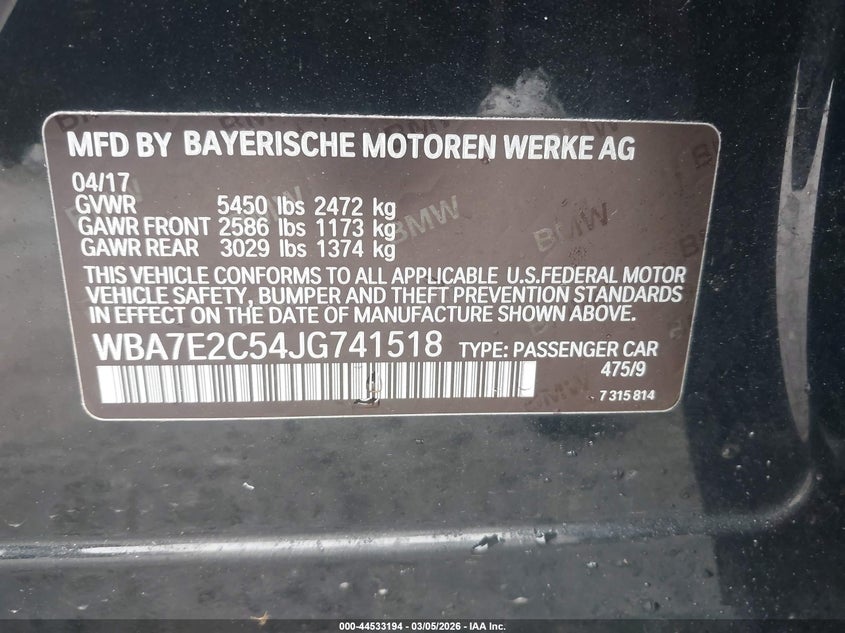 MFD BY BAYERISCHE MOTOREN WERKE AG
04/17
GVWR 5450 lbs 2472 kg
GAWR FRONT 2586 lbs 1173 kg
GAWR REAR 3029 lbs 1374 kg
THIS VEHICLE CONFORMS TO ALL APPLICABLE U.S.FEDERAL MOTOR
VEHICLE SAFETY, BUMPER AND THEFT PREVENTION STANDARDS
IN EFFECT ON THE DATE OF MANUFACTURE SHOWN ABOVE.
WBA7E2C54JG741518 TYPE: PASSENGER CAR
475/9
7 315 814
000-44533194 - 03/05/2026 - IAA Inc.